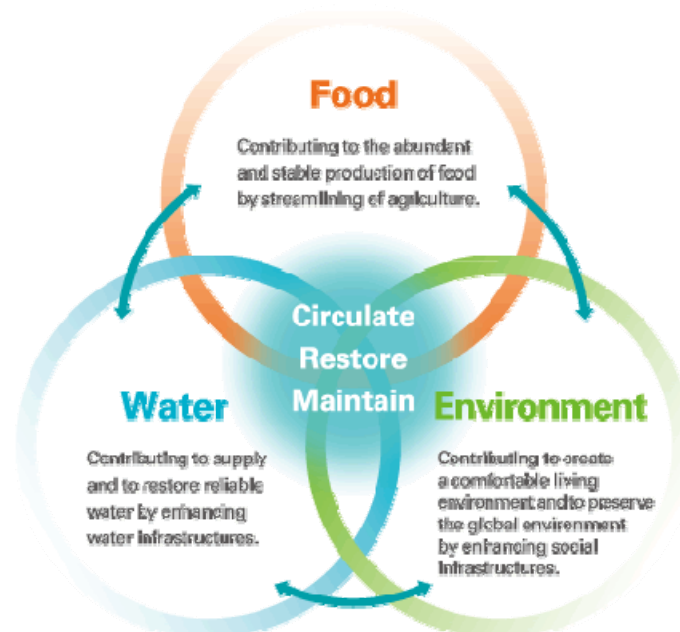 Food
Contributing to the abundant
and stable production of food
by streamlining of agriculture.
Circulate
Restore
Maintain
Water
Contributing to supply
and to restore reliable
water by enhancing
water infrastructures.
Environment
Contributing to create
a comfortable living
environment and to preserve
the global environment
by enhancing social
infrastructures.